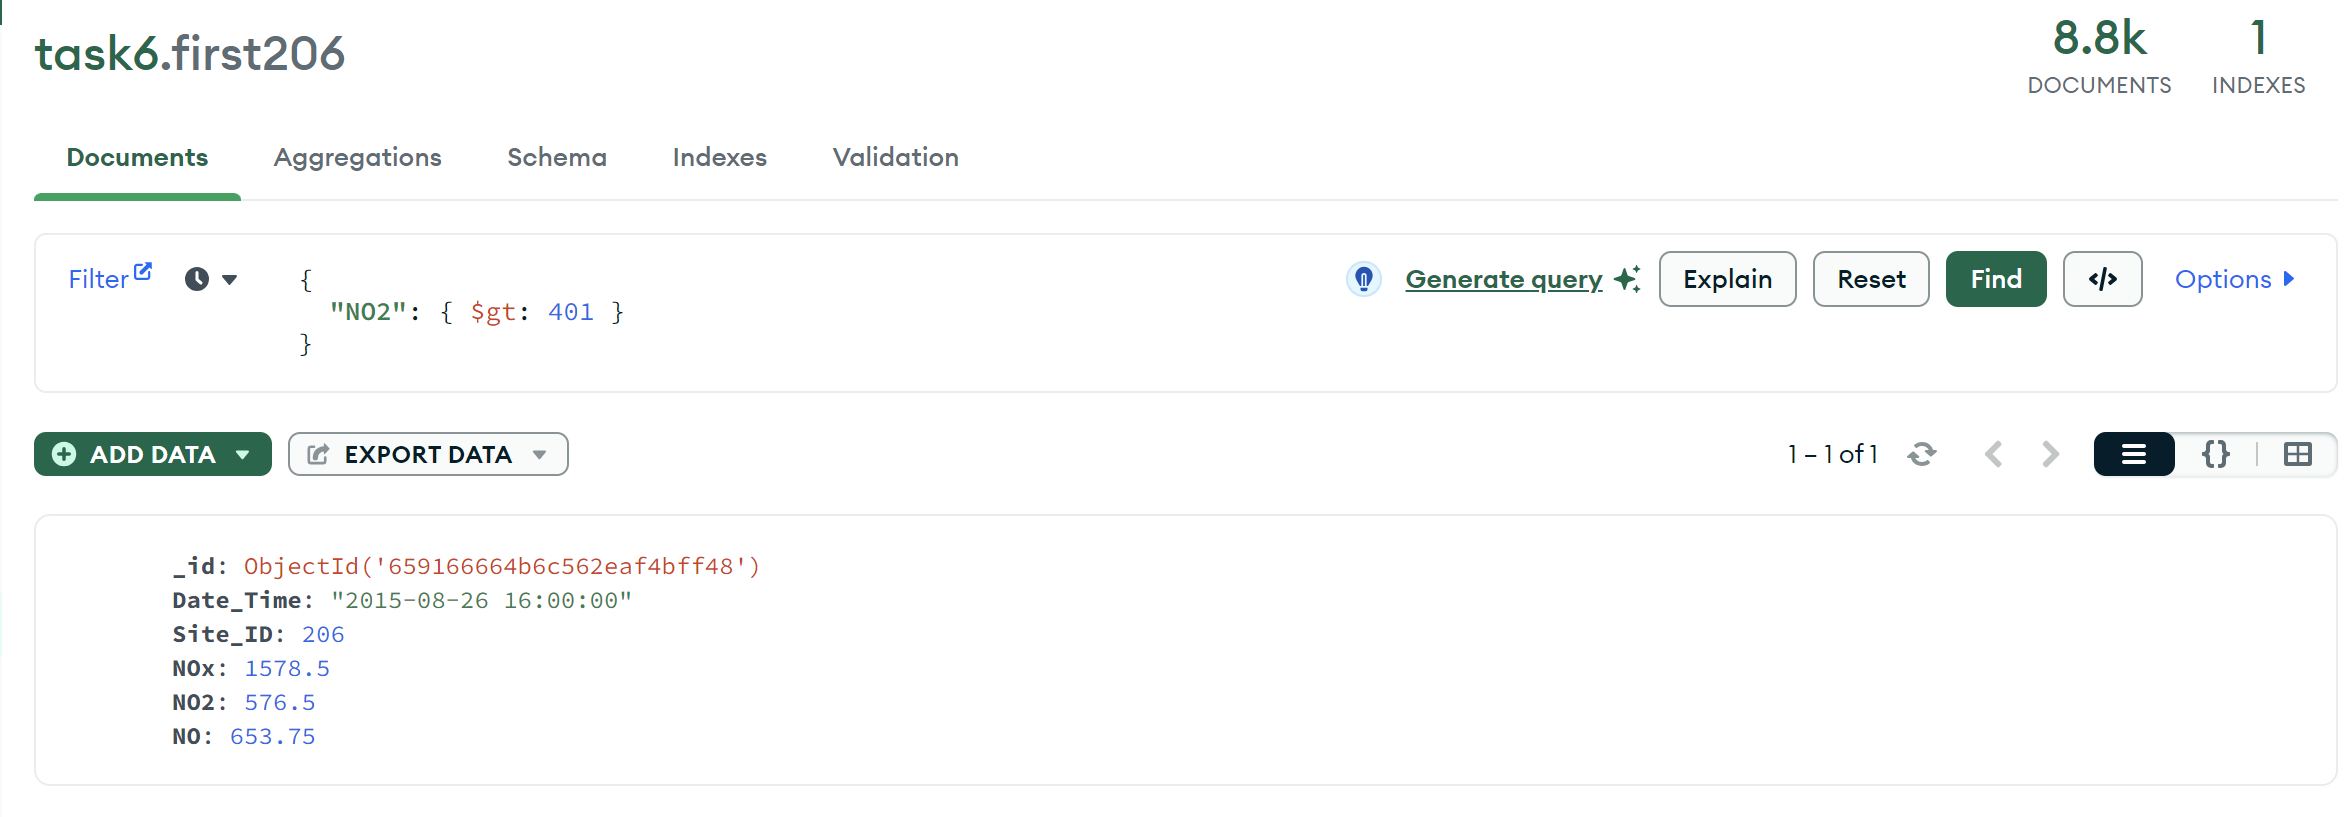 task6.first206
8.8k
DOCUMENTS
1
INDEXES
Documents Aggregations Schema Indexes Validation
Filter
{
"NO2": { $gt: 401 }
}
Generate query Explain Reset Find </> Options
ADD DATA EXPORT DATA 1 – 1 of 1 {}
_id: ObjectId('659166664b6c562eaf4bff48')
Date_Time: "2015-08-26 16:00:00"
Site_ID: 206
NOx: 1578.5
NO2: 576.5
NO: 653.75